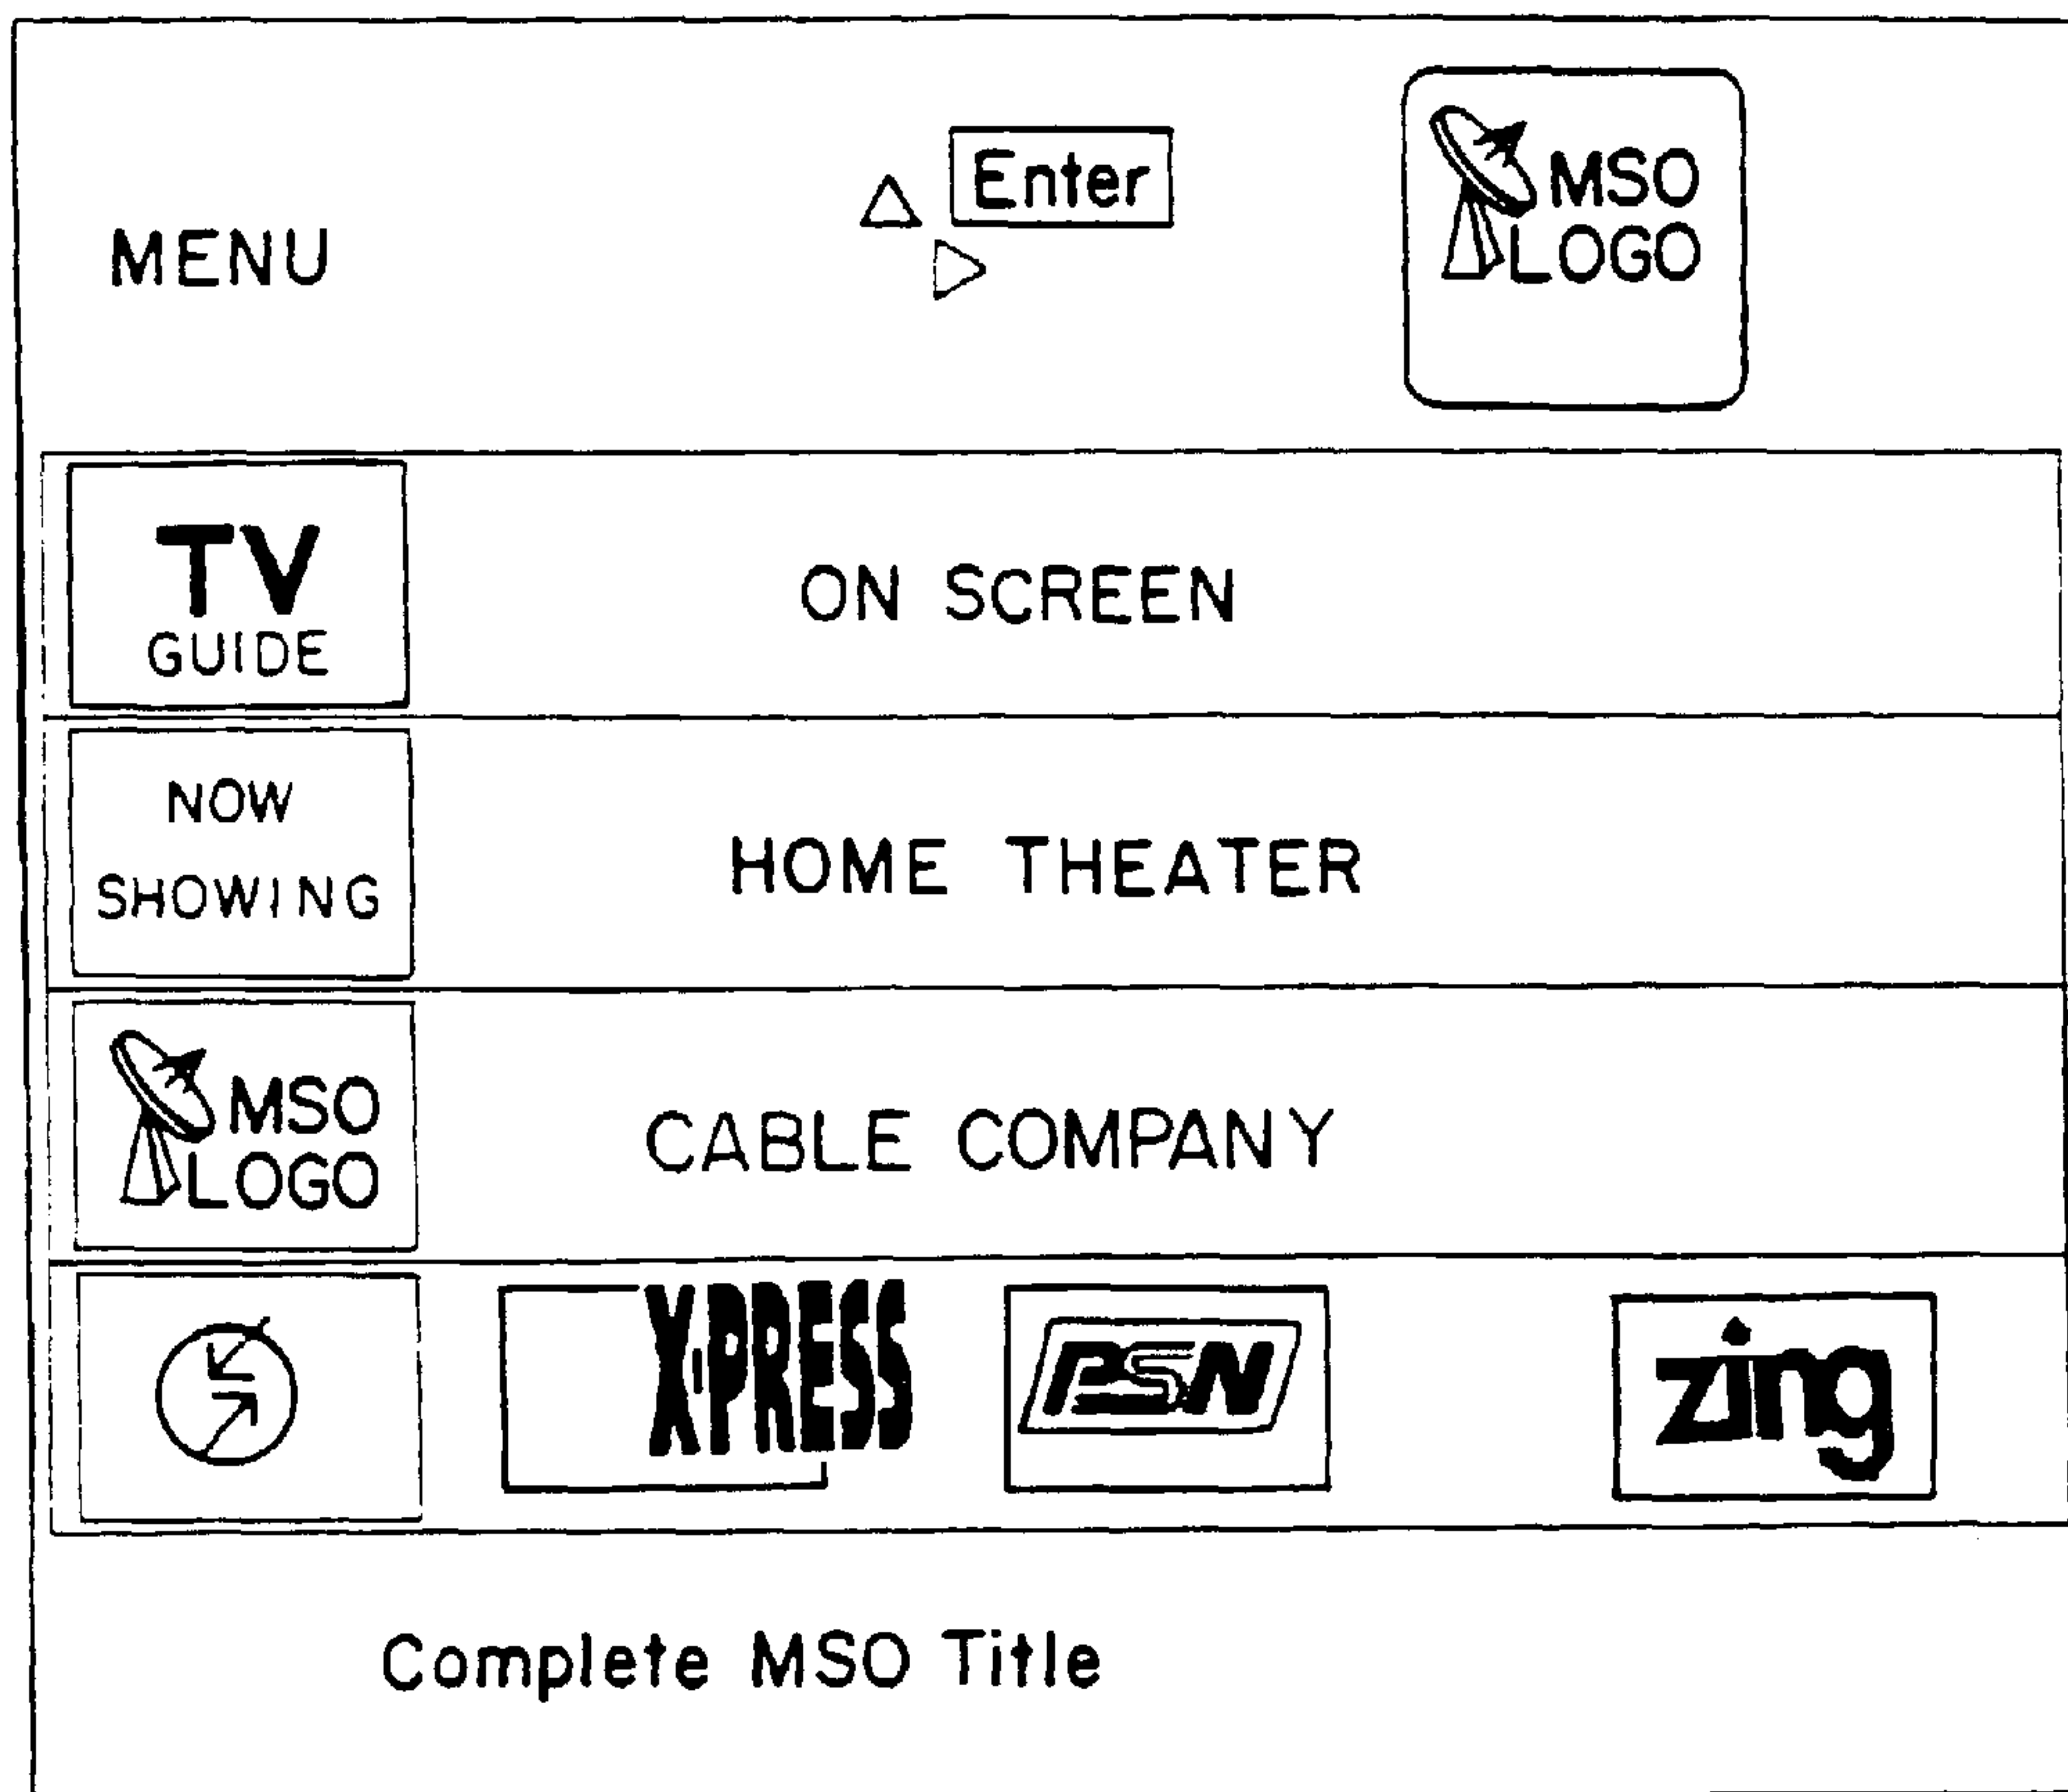 Enter
MSO
LOGO
MENU
TV
GUIDE
ON SCREEN
NOW
SHOWING
HOME THEATER
MSO
LOGO
CABLE COMPANY
X·PRESS
PSN
zing
Complete MSO Title